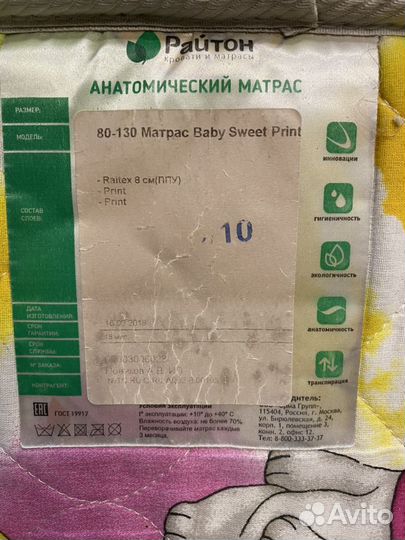 Райтон
Кровати и матрасы
АНАТОМИЧЕСКИЙ МАТРАС
РАЗМЕР:
МОДЕЛЬ:
80-130 Матрас Baby Sweet Print
- Raitex 8 см(ППУ)
- Print
- Print
СОСТАВ
СЛОЕВ:
10
инновации
гигиеничность
экологичность
анатомичность
транспирация
ДАТА
ИЗГОТОВЛЕНИЯ:
СРОК
ГАРАНТИИ:
СРОК
СЛУЖБЫ:
№ ЗАКАЗА:
КОНТРАГЕНТ:
EAC
ГОСТ 19917
Условия эксплуатации:
t° эксплуатации: +10° до +40° С
Влажность воздуха: не более 70%.
Переворачивайте матрас каждые
3 месяца.
115404, Россия, г. Москва,
ул. Бирюлевская, д. 24,
корп. 1, помещение 3,
комн. 2, офис 12.
Тел.: 8-800-333-37-37
Avito